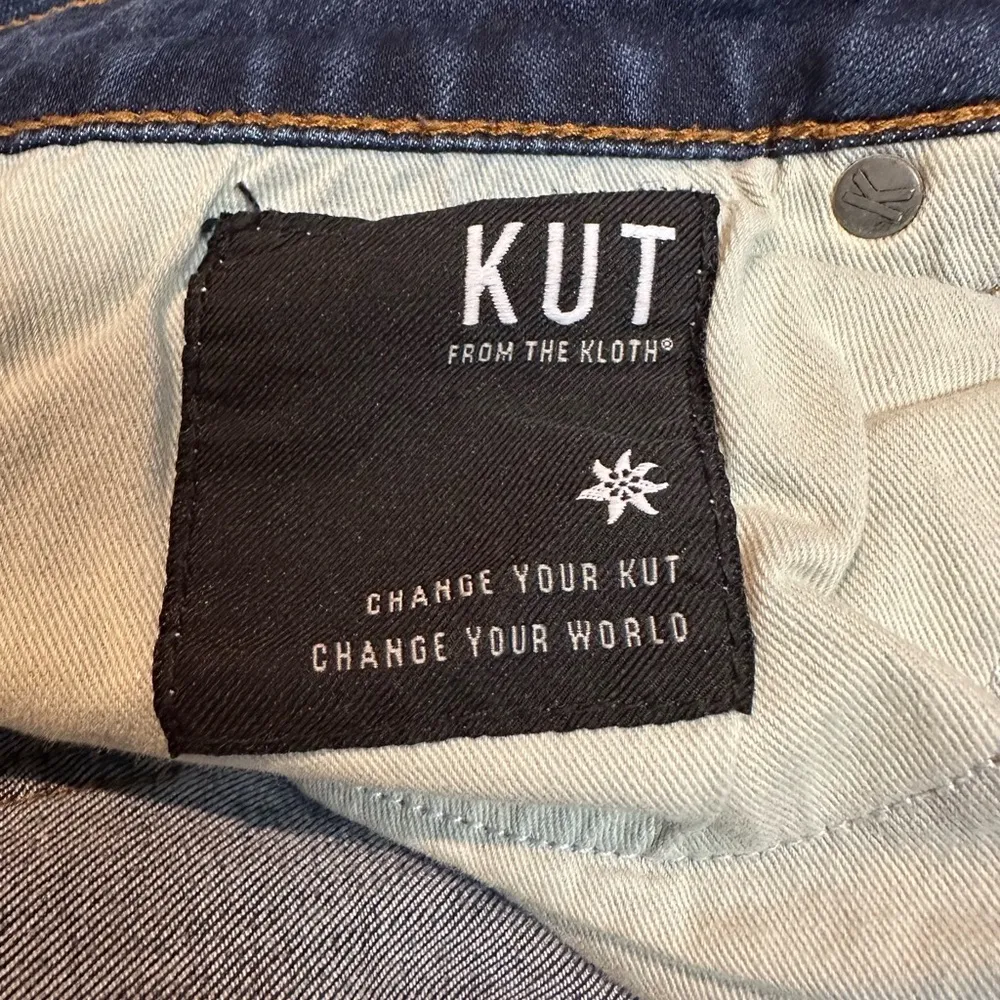 KUT
FROM THE KLOTH®
CHANGE YOUR KUT
CHANGE YOUR WORLD
K